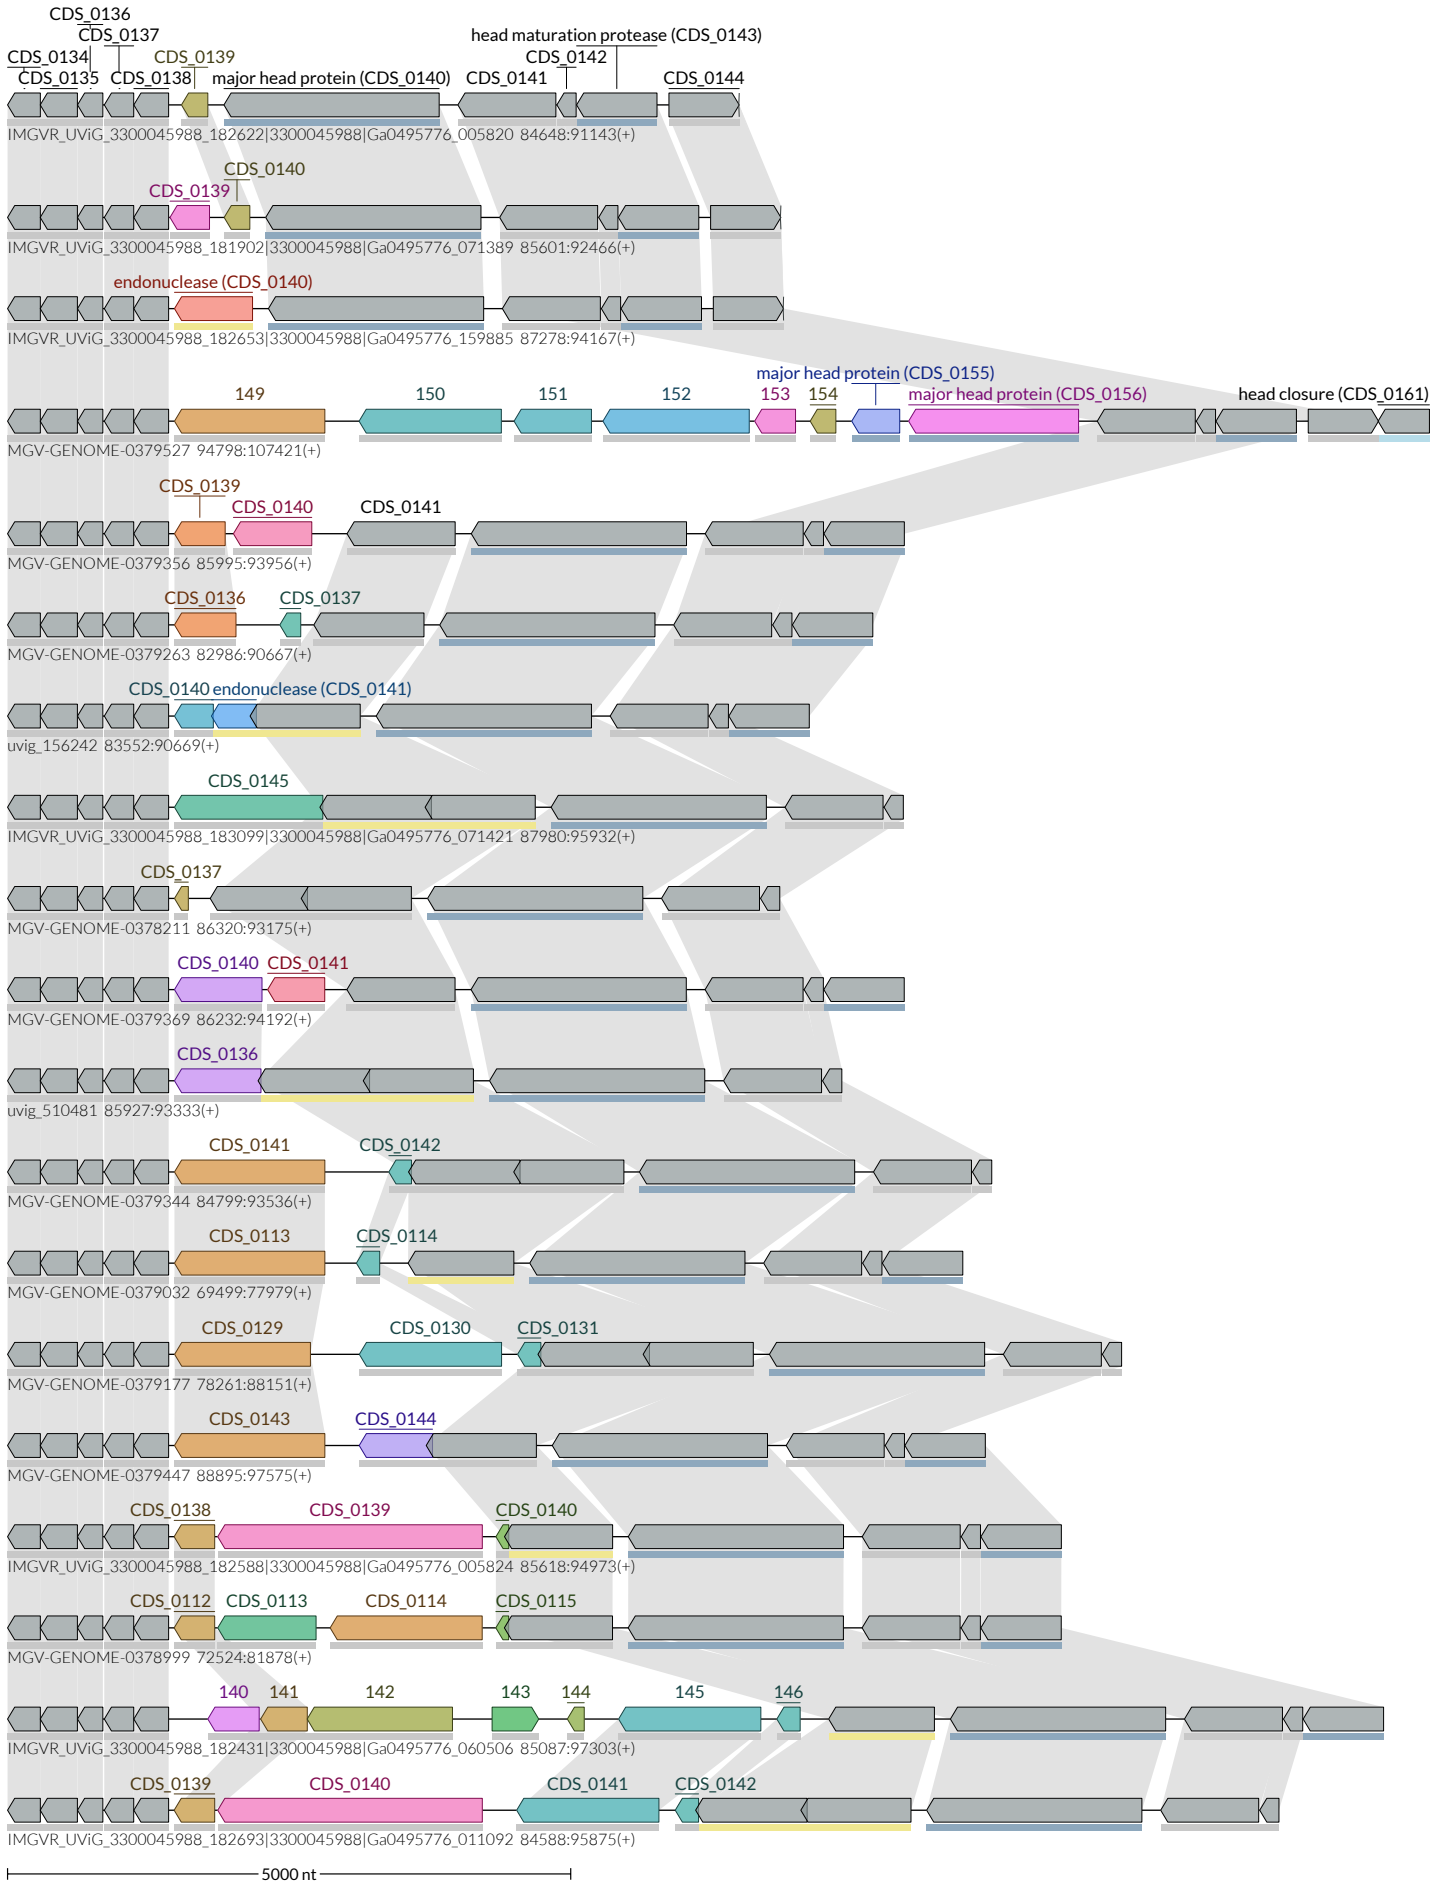 CDS_0136
CDS_0137 head maturation protease (CDS_0143)
CDS_0134 CDS_0139 CDS_0142
CDS_0135 CDS_0138 major head protein (CDS_0140) CDS_0141 CDS_0144
IMGVR_UViG_3300045988_182622|3300045988|Ga0495776_005820 84648:91143(+)
CDS_0140
CDS_0139
IMGVR_UViG_3300045988_181902|3300045988|Ga0495776_071389 85601:92466(+)
endonuclease (CDS_0140)
IMGVR_UViG_3300045988_182653|3300045988|Ga0495776_159885 87278:94167(+)
major head protein (CDS_0155)
149 150 151 152 153 154 major head protein (CDS_0156) head closure (CDS_0161)
MGV-GENOME-0379527 94798:107421(+)
CDS_0139
CDS_0140 CDS_0141
MGV-GENOME-0379356 85995:93956(+)
CDS_0136 CDS_0137
MGV-GENOME-0379263 82986:90667(+)
CDS_0140 endonuclease (CDS_0141)
uvig_156242 83552:90669(+)
CDS_0145
IMGVR_UViG_3300045988_183099|3300045988|Ga0495776_071421 87980:95932(+)
CDS_0137
MGV-GENOME-0378211 86320:93175(+)
CDS_0140 CDS_0141
MGV-GENOME-0379369 86232:94192(+)
CDS_0136
uvig_510481 85927:93333(+)
CDS_0141 CDS_0142
MGV-GENOME-0379344 84799:93536(+)
CDS_0113 CDS_0114
MGV-GENOME-0379032 69499:77979(+)
CDS_0129 CDS_0130 CDS_0131
MGV-GENOME-0379177 78261:88151(+)
CDS_0143 CDS_0144
MGV-GENOME-0379447 88895:97575(+)
CDS_0138 CDS_0139 CDS_0140
IMGVR_UViG_3300045988_182588|3300045988|Ga0495776_005824 85618:94973(+)
CDS_0112 CDS_0113 CDS_0114 CDS_0115
MGV-GENOME-0378999 72524:81878(+)
140 141 142 143 144 145 146
IMGVR_UViG_3300045988_182431|3300045988|Ga0495776_060506 85087:97303(+)
CDS_0139 CDS_0140 CDS_0141 CDS_0142
IMGVR_UViG_3300045988_182693|3300045988|Ga0495776_011092 84588:95875(+)
5000 nt